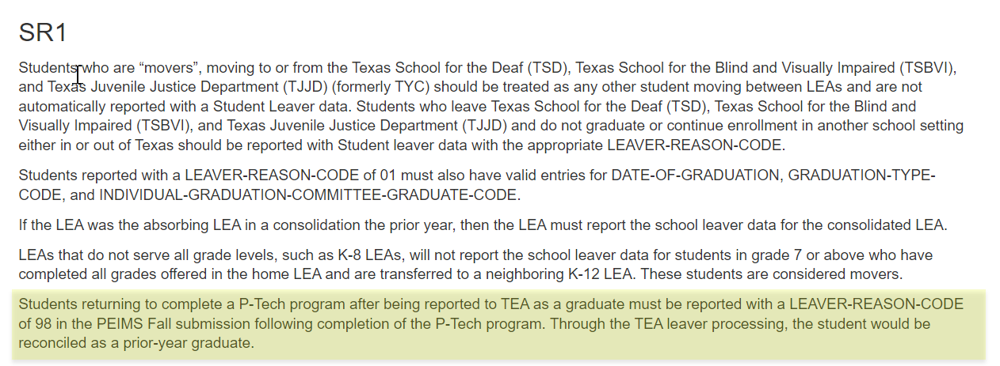 SR1
Students who are “movers”, moving to or from the Texas School for the Deaf (TSD), Texas School for the Blind and Visually Impaired (TSBVI),
and Texas Juvenile Justice Department (TJJD) (formerly TYC) should be treated as any other student moving between LEAs and are not
automatically reported with a Student Leaver data. Students who leave Texas School for the Deaf (TSD), Texas School for the Blind and
Visually Impaired (TSBVI), and Texas Juvenile Justice Department (TJJD) and do not graduate or continue enrollment in another school setting
either in or out of Texas should be reported with Student leaver data with the appropriate LEAVER-REASON-CODE.
Students reported with a LEAVER-REASON-CODE of 01 must also have valid entries for DATE-OF-GRADUATION, GRADUATION-TYPE-
CODE, and INDIVIDUAL-GRADUATION-COMMITTEE-GRADUATE-CODE.
If the LEA was the absorbing LEA in a consolidation the prior year, then the LEA must report the school leaver data for the consolidated LEA.
LEAs that do not serve all grade levels, such as K-8 LEAs, will not report the school leaver data for students in grade 7 or above who have
completed all grades offered in the home LEA and are transferred to a neighboring K-12 LEA. These students are considered movers.
Students returning to complete a P-Tech program after being reported to TEA as a graduate must be reported with a LEAVER-REASON-CODE
of 98 in the PEIMS Fall submission following completion of the P-Tech program. Through the TEA leaver processing, the student would be
reconciled as a prior-year graduate.